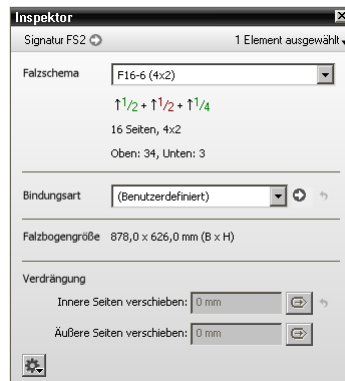 Inspektor
Signatur FS2 1 Element ausgewählt
Falzschema F16-6 (4x2)
↑1/2 + ↑1/2 + ↑1/4
16 Seiten, 4x2
Oben: 34, Unten: 3
Bindungsart (Benutzerdefiniert)
Falzbogengröße 878,0 x 626,0 mm (B x H)
Verdrängung
Innere Seiten verschieben: 0 mm
Äußere Seiten verschieben: 0 mm